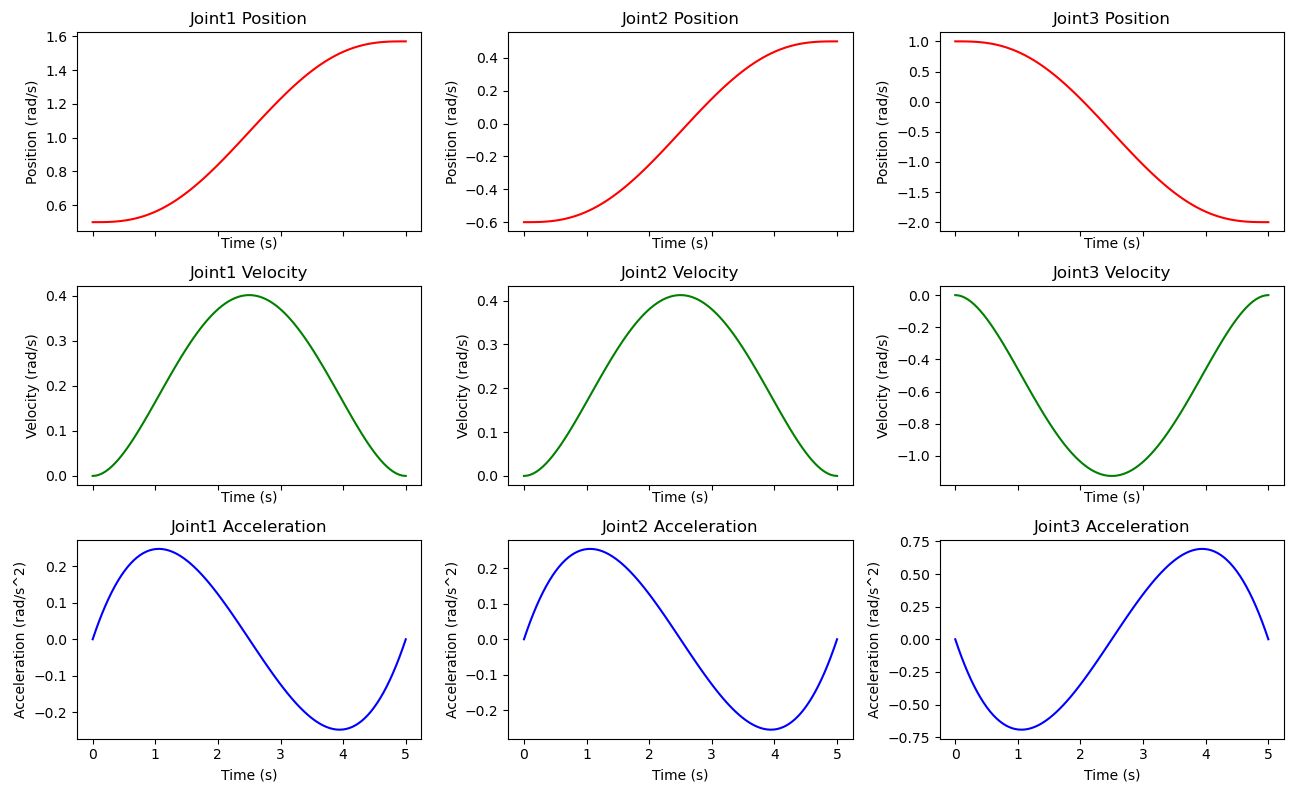 Joint1 Position
Joint2 Position
Joint3 Position
Position (rad/s)
1.6
1.4
1.2
1.0
0.8
0.6
Time (s)
Position (rad/s)
0.4
0.2
0.0
−0.2
−0.4
−0.6
Time (s)
Position (rad/s)
1.0
0.5
0.0
−0.5
−1.0
−1.5
−2.0
Time (s)
Joint1 Velocity
Joint2 Velocity
Joint3 Velocity
Velocity (rad/s)
0.4
0.3
0.2
0.1
0.0
Time (s)
Velocity (rad/s)
0.4
0.3
0.2
0.1
0.0
Time (s)
Velocity (rad/s)
0.0
−0.2
−0.4
−0.6
−0.8
−1.0
Time (s)
Joint1 Acceleration
Joint2 Acceleration
Joint3 Acceleration
Acceleration (rad/s^2)
0.2
0.1
0.0
−0.1
−0.2
0 1 2 3 4 5
Time (s)
Acceleration (rad/s^2)
0.2
0.1
0.0
−0.1
−0.2
0 1 2 3 4 5
Time (s)
Acceleration (rad/s^2)
0.75
0.50
0.25
0.00
−0.25
−0.50
−0.75
0 1 2 3 4 5
Time (s)